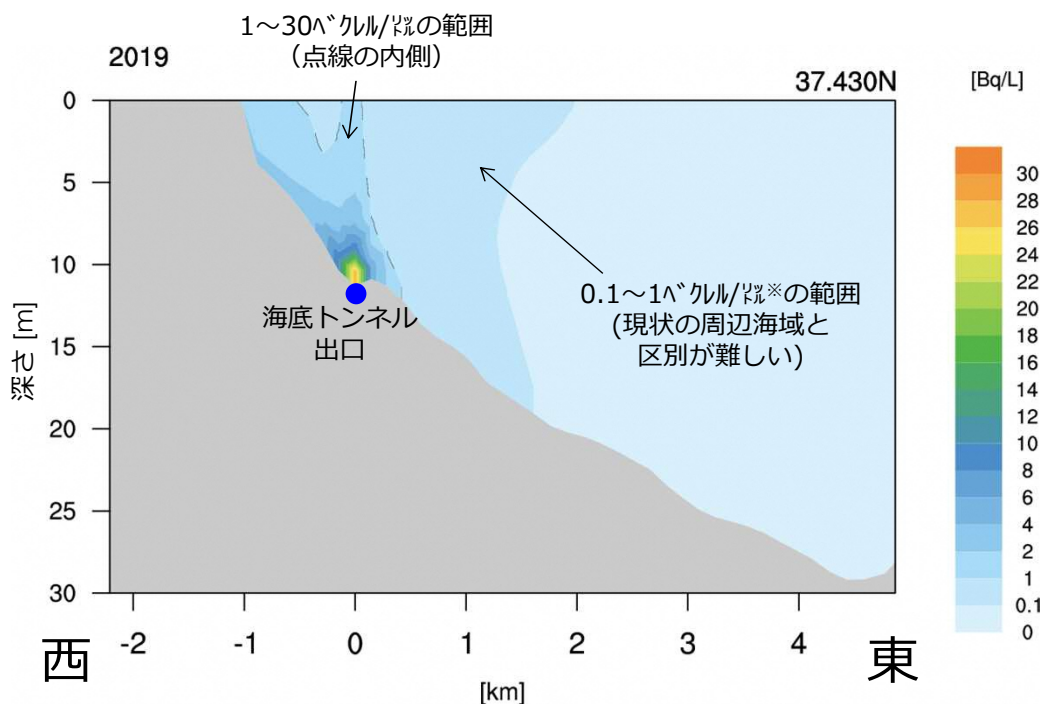 1～30ﾍﾞｸﾚﾙ/㍑の範囲
（点線の内側）
2019
37.430N
[Bq/L]
0
5
10
15
20
25
30
深さ [m]
海底トンネル
出口
0.1～1ﾍﾞｸﾚﾙ/㍑※の範囲
(現状の周辺海域と
区別が難しい)
30
28
26
24
22
20
18
16
14
12
10
8
6
4
2
1
0.1
0
-2 -1 0 1 2 3 4
西
東
[km]